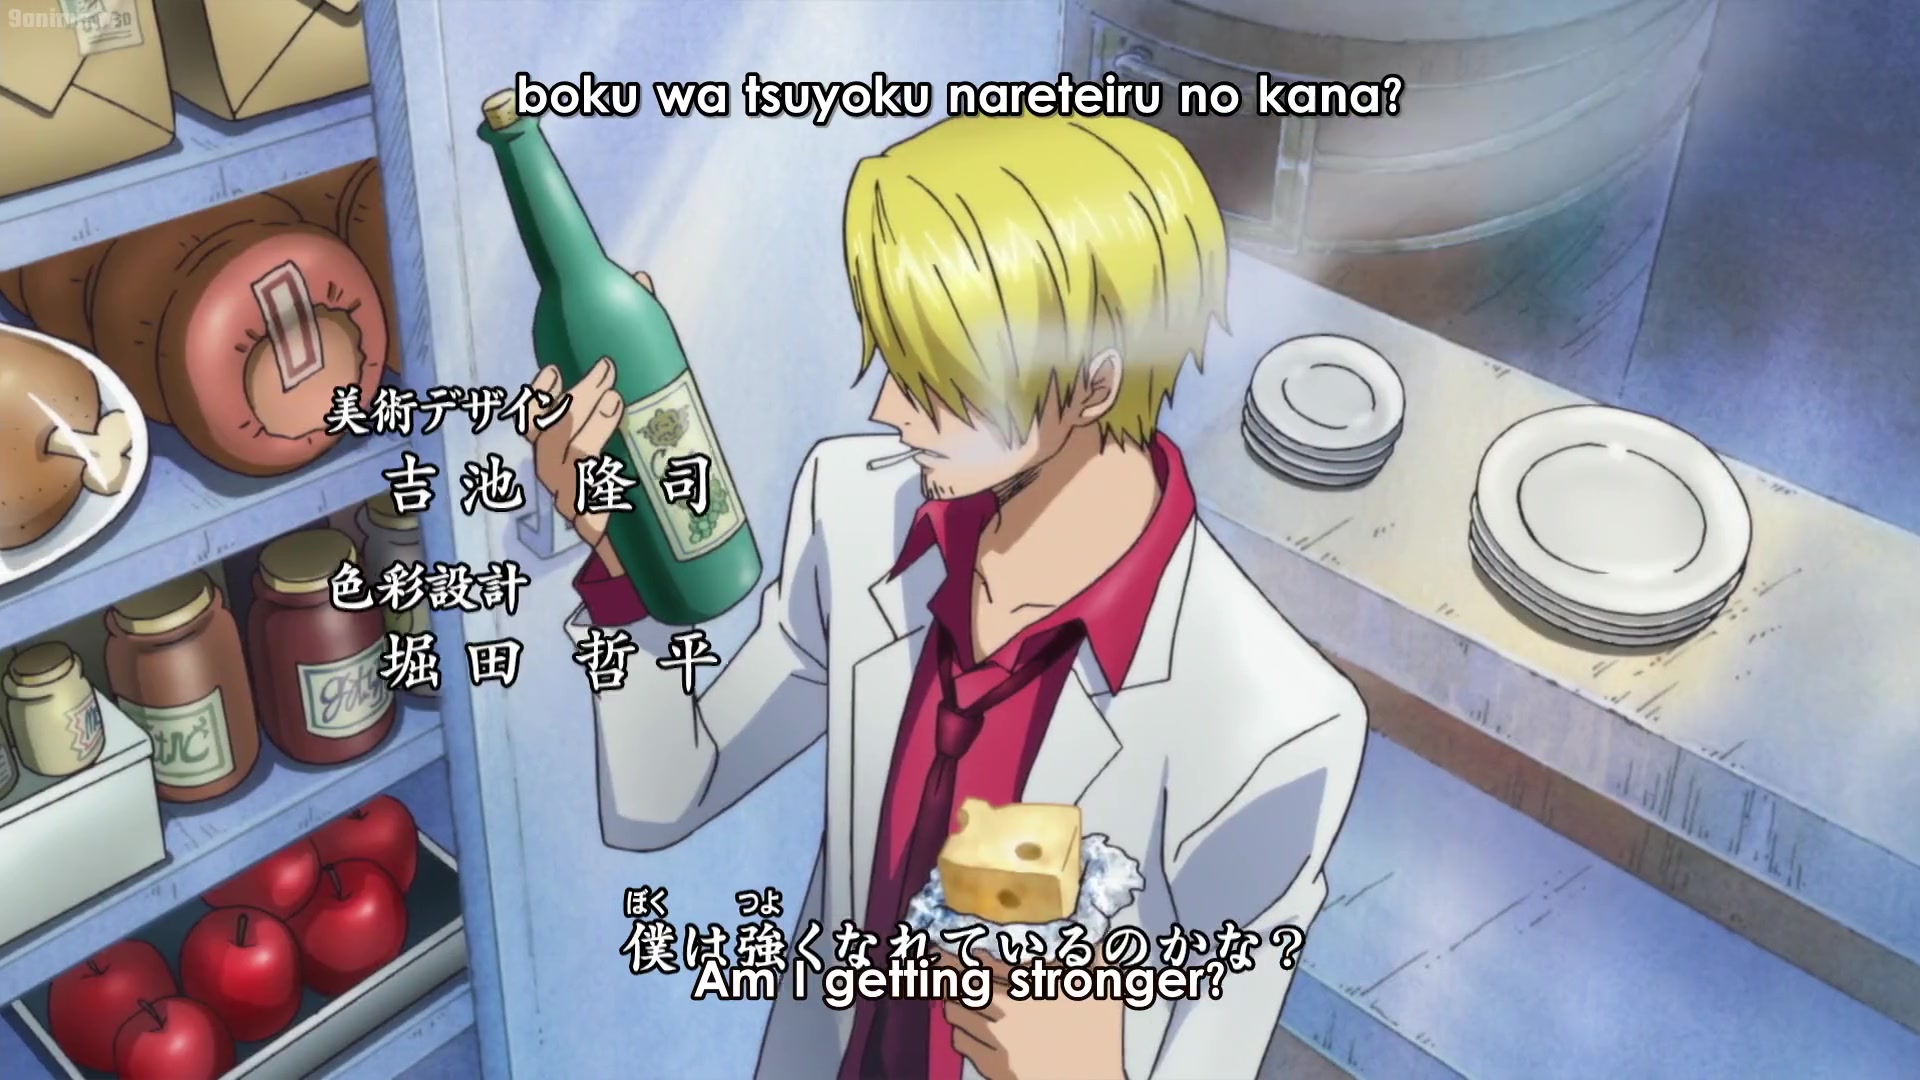 9anime
boku wa tsuyoku nareteiru no kana?
美術デザイン
吉池 隆司
色彩設計
堀田 哲平
ぼく つよ
僕は強くなれているのかな？
Am I getting stronger?